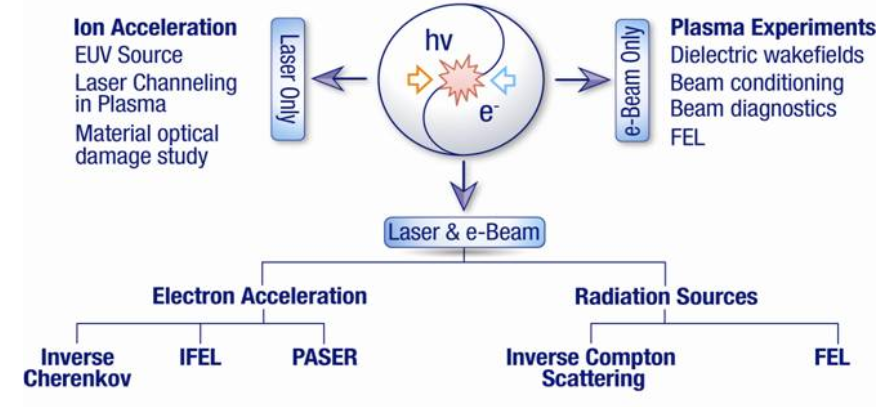 Ion Acceleration
EUV Source
Laser Channeling
in Plasma
Material optical
damage study
Laser Only
hν
e-
e-Beam Only
Plasma Experiments
Dielectric wakefields
Beam conditioning
Beam diagnostics
FEL
Laser & e-Beam
Electron Acceleration
Radiation Sources
Inverse
Cherenkov
IFEL
PASER
Inverse Compton
Scattering
FEL